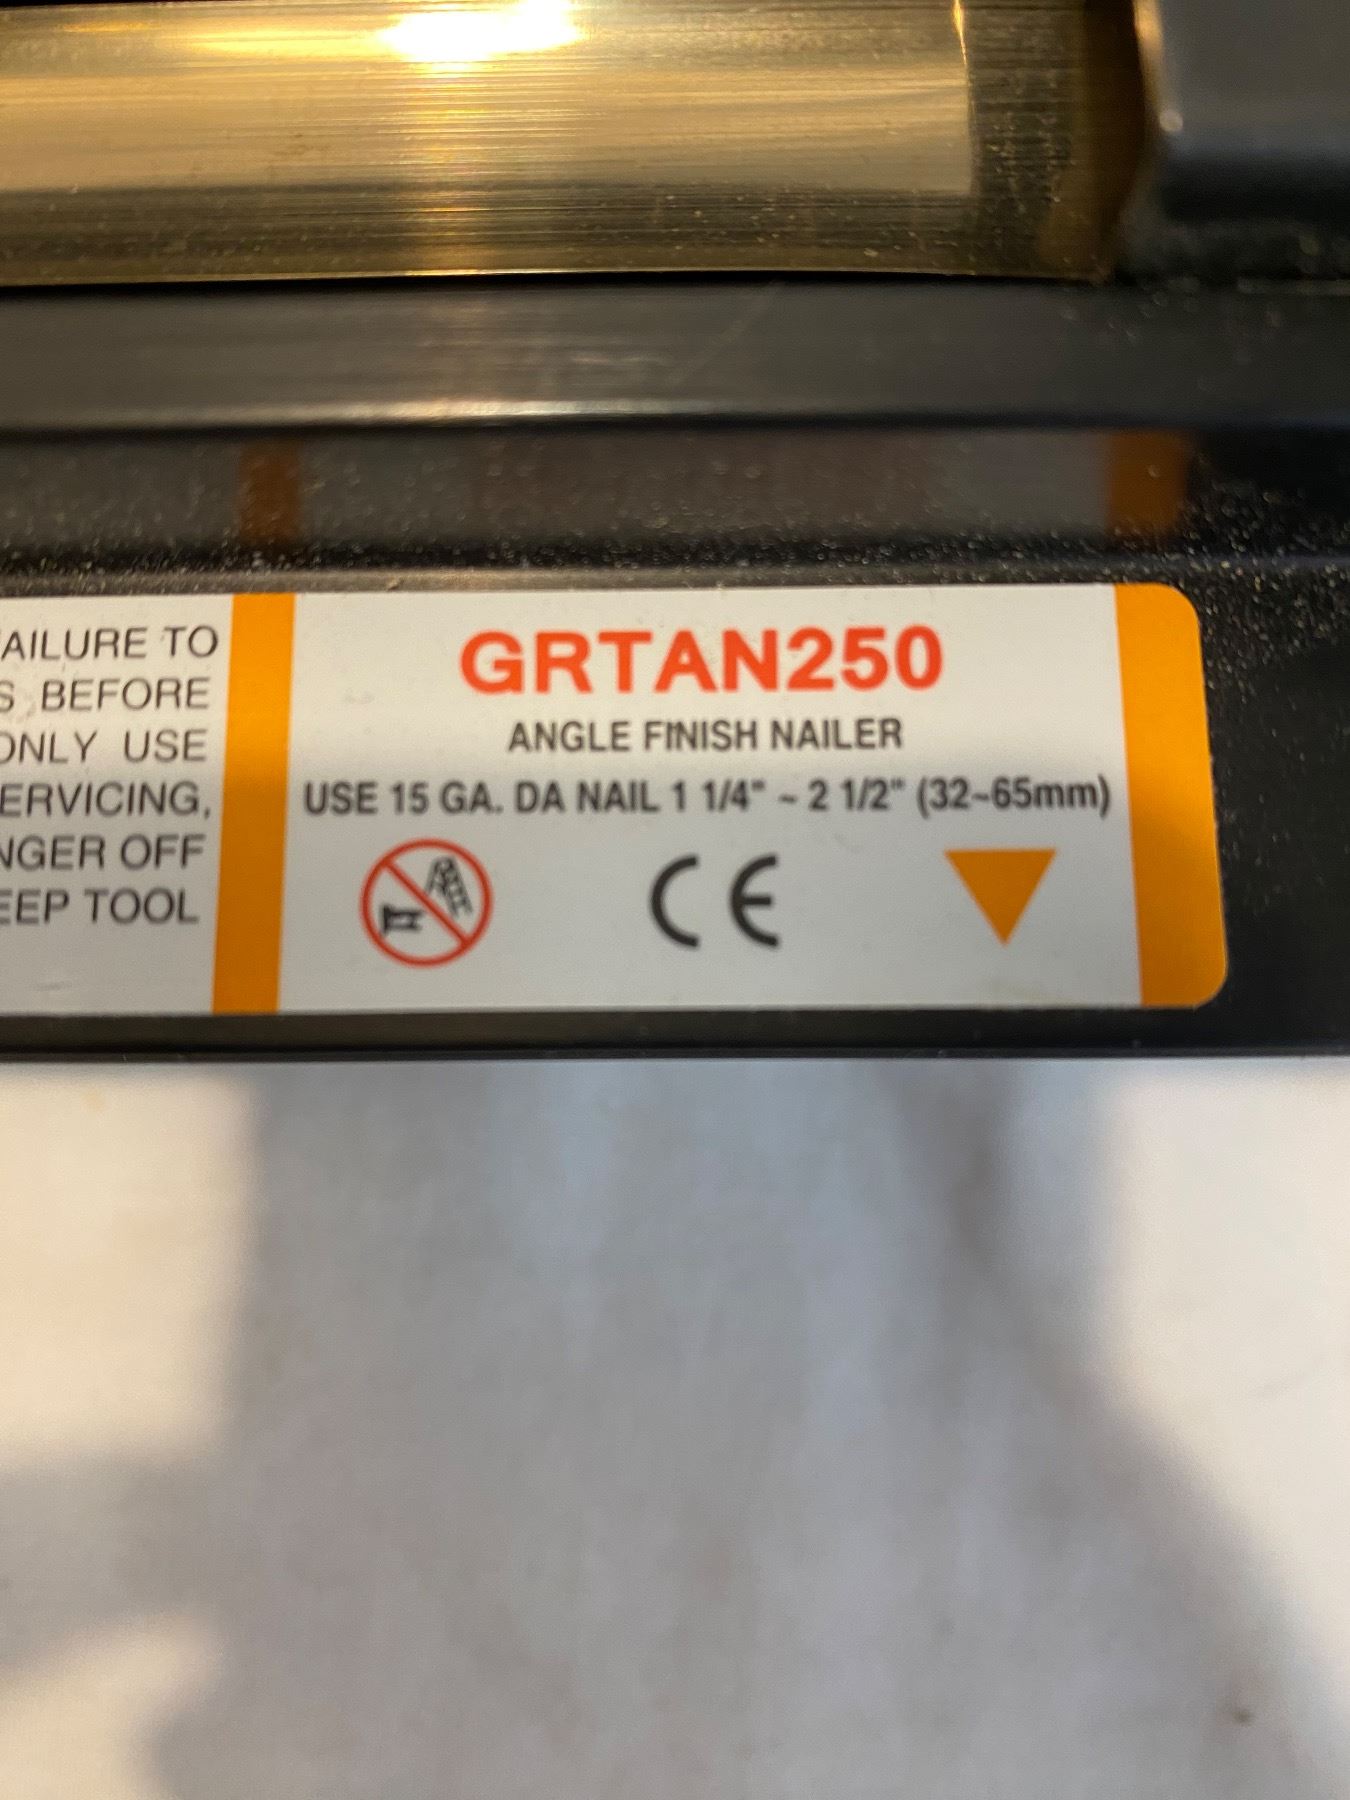 AILURE TO
S BEFORE
ONLY USE
ERVICING,
NGER OFF
EEP TOOL
GRTAN250
ANGLE FINISH NAILER
USE 15 GA. DA NAIL 1 1/4" ~ 2 1/2" (32~65mm)
CE